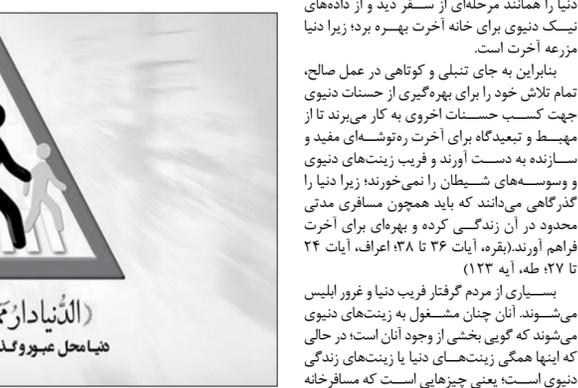 دنیا را همانند مرحله‌ای از سفر دید و از داده‌های
نیک دنیوی برای خانه آخرت بهره برد؛ زیرا دنیا
مزرعه آخرت است.
بنابراین به جای تنبلی و کوتاهی در عمل صالح،
تمام تلاش خود را برای بهره‌گیری از حسنات دنیوی
جهت کسب حسنات اخروی به کار می‌برند تا از
مهبط و تبعیدگاه برای آخرت ره‌توشه‌ای مفید و
سازنده به دست آورند و فریب زینت‌های دنیوی
و وسوسه‌های شیطان را نمی‌خورند؛ زیرا دنیا را
گذرگاهی می‌دانند که باید همچون مسافری مدتی
محدود در آن زندگی کرده و بهره‌ای برای آخرت
فراهم آورند.(بقره، آیات ۳۶ تا ۳۸؛ اعراف، آیات ۲۴
تا ۲۷؛ طه، آیه ۱۲۳)
بسیاری از مردم گرفتار فریب دنیا و غرور ابلیس
می‌شوند. آنان چنان مشغول به زینت‌های دنیوی
می‌شوند که گویی بخشی از وجود آنان است؛ در حالی
که اینها همگی زینت‌های دنیا یا زینت‌های زندگی
دنیوی است؛ یعنی چیزهایی است که مسافرخانه
﴿الدُّنیا دارُ
دنیا محل عبور و